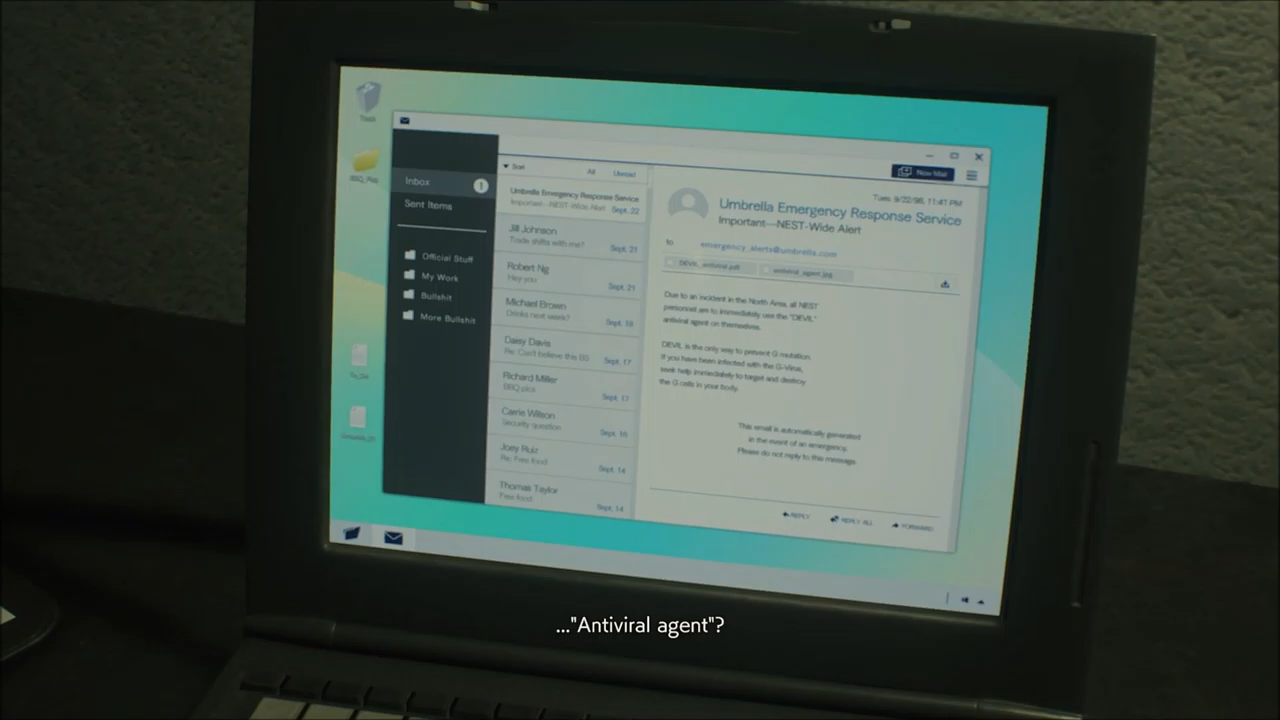 Tools
BBQ_Pics
Inbox
1
Sent Items
Official Stuff
My Work
Bullshit
More Bullshit
Sort
All
Unread
Umbrella Emergency Response Service
Important—NEST-Wide Alert
Sept. 22
Jill Johnson
Trade shifts with me?
Sept. 21
Robert Ng
Hey you
Sept. 21
Michael Brown
Drinks next week?
Sept. 18
Daisy Davis
Re: Can't believe this BS
Sept. 17
Richard Miller
BBQ pics
Sept. 17
Carrie Wilson
Security question
Sept. 16
Joey Ruiz
Re: Free food
Sept. 14
Thomas Taylor
Free food
Sept. 14
New Mail
Tues. 9/22/98, 11:41 PM
Umbrella Emergency Response Service
Important—NEST-Wide Alert
to
emergency_alerts@umbrella.com
DEVIL_antiviral.pdf
antiviral_agent.jpg
Due to an incident in the North Area, all NEST
personnel are to immediately use the "DEVIL"
antiviral agent on themselves.
DEVIL is the only way to prevent G mutation.
If you have been infected with the G-Virus,
seek help immediately to target and destroy
the G cells in your body.
This email is automatically generated
in the event of an emergency.
Please do not reply to this message.
REPLY
REPLY ALL
FORWARD
..."Antiviral agent"?